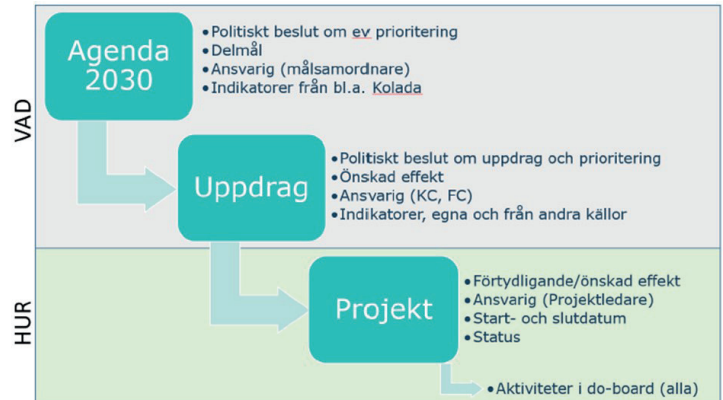 VAD
Agenda
2030
•Politiskt beslut om ev prioritering
•Delmål
•Ansvarig (målsamordnare)
•Indikatorer från bl.a. Kolada
Uppdrag
•Politiskt beslut om uppdrag och prioritering
•Önskad effekt
•Ansvarig (KC, FC)
•Indikatorer, egna och från andra källor
HUR
Projekt
•Förtydligande/önskad effekt
•Ansvarig (Projektledare)
•Start- och slutdatum
•Status
•Aktiviteter i do-board (alla)